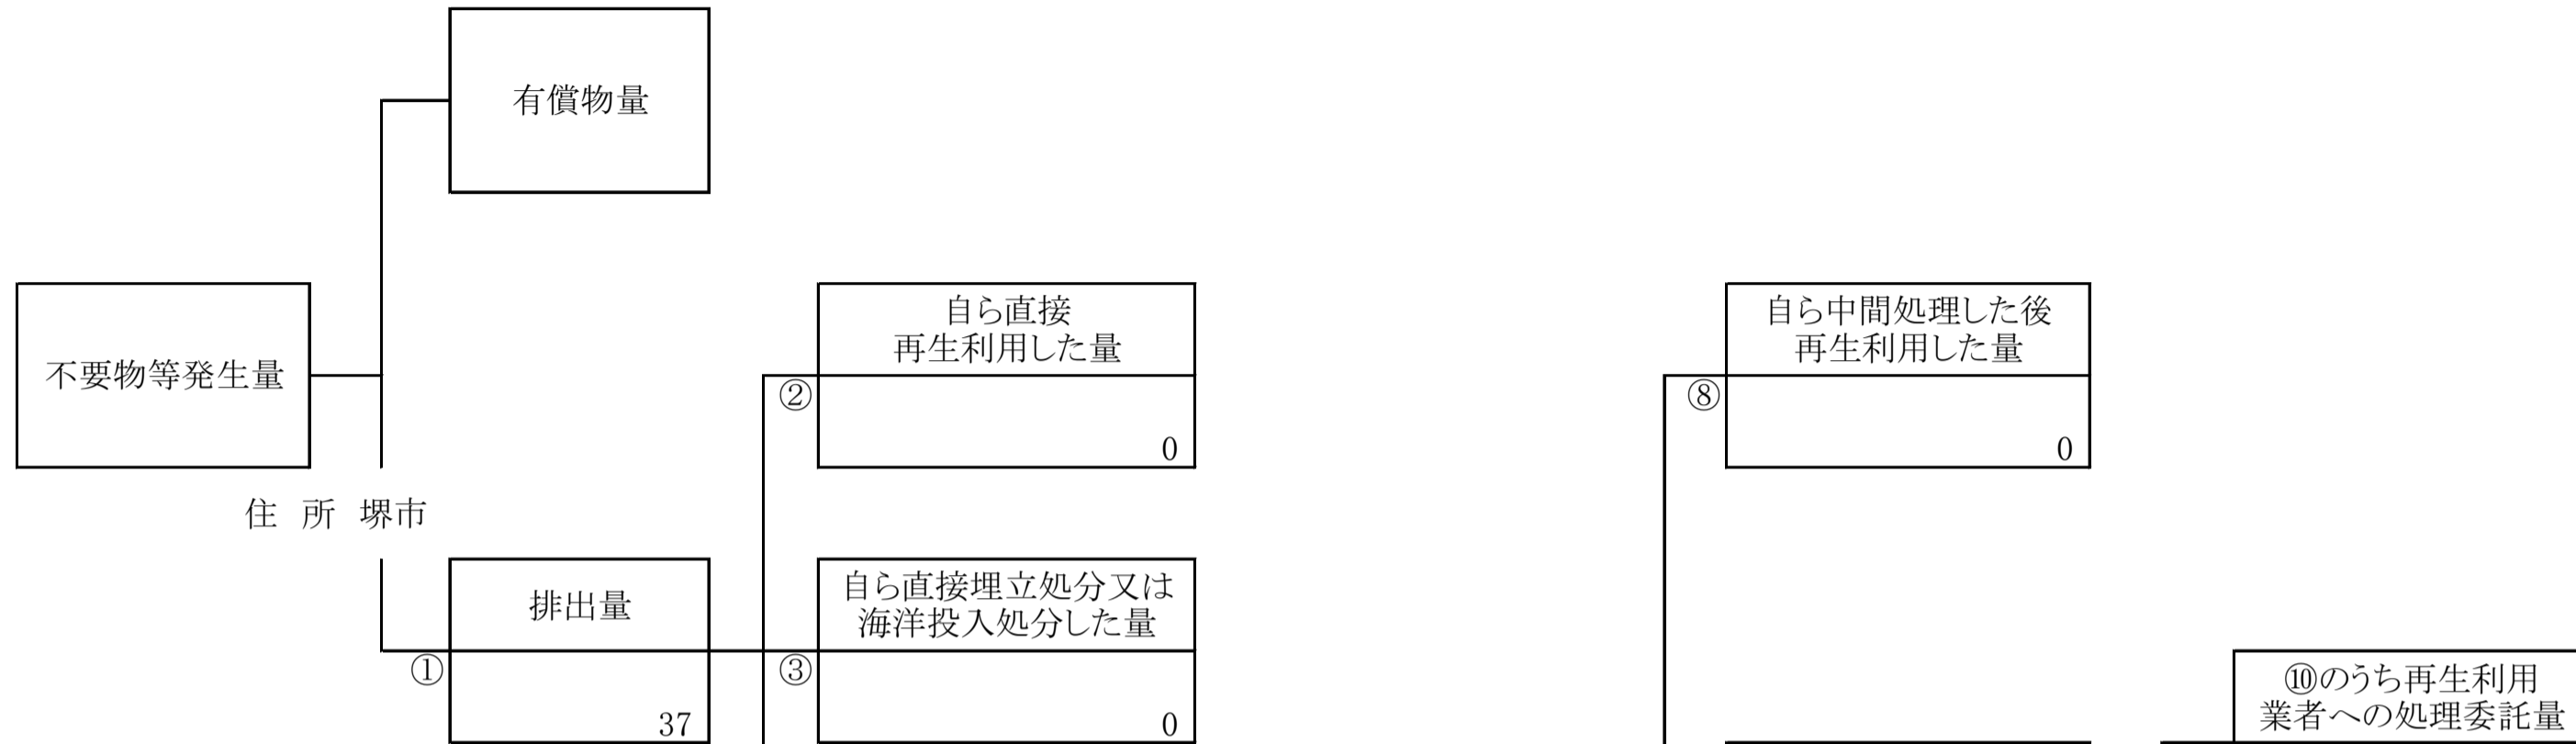 有償物量
不要物等発生量
自ら直接
再生利用した量
②
0
自ら中間処理した後
再生利用した量
⑧
0
住 所 堺市
排出量
①
37
自ら直接埋立処分又は
海洋投入処分した量
③
0
⑩のうち再生利用
業者への処理委託量